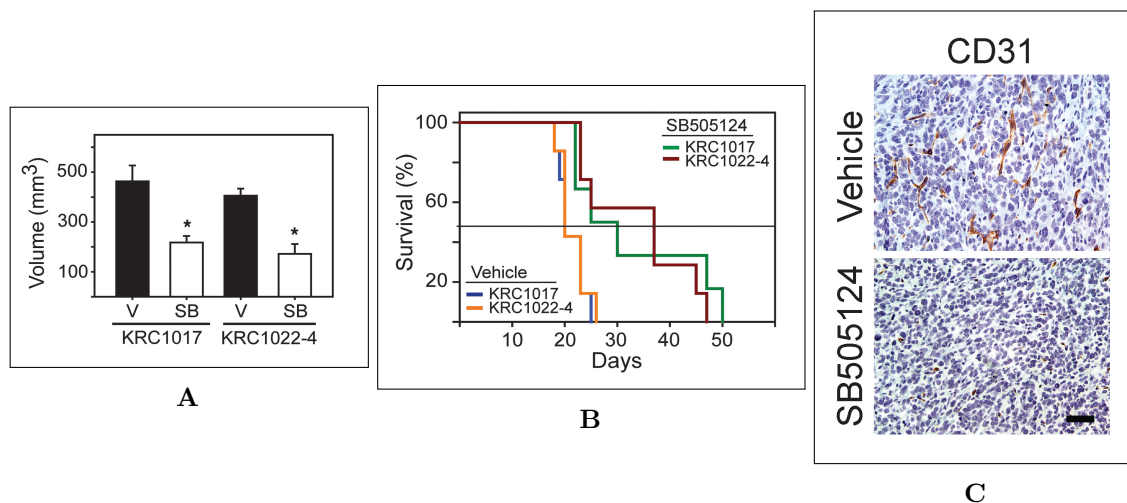 Volume (mm3)
500
300
100
*
*
V SB V SB
KRC1017 KRC1022-4
A
Survival (%)
100
60
20
SB505124
KRC1017
KRC1022-4
Vehicle
KRC1017
KRC1022-4
10 20 30 40 50
Days
B
CD31
Vehicle
SB505124
C